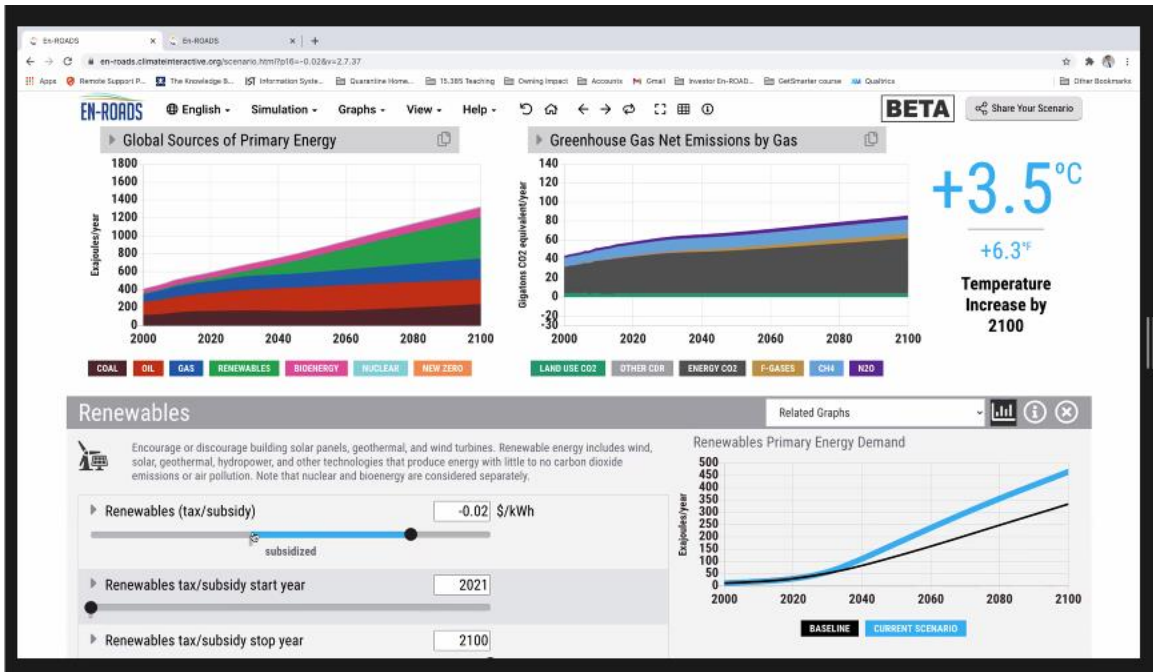 EN-ROADS
EN-ROADS
en-roads.climateinteractive.org/scenario.html?p16=-0.02&v=2.7.37
Apps Remote Support P... The Knowledge B... Information Syste... Quarantine Home... 15.385 Teaching Owning Impact Accounts Gmail Investor En-ROAD... GetSmarter course Qualtrics Other Bookmarks
EN-ROADS English Simulation Graphs View Help BETA Share Your Scenario
Global Sources of Primary Energy
1800
1600
1400
1200
1000
800
600
400
200
0
Exajoules/year
2000 2020 2040 2060 2080 2100
COAL OIL GAS RENEWABLES BIOENERGY NUCLEAR NEW ZERO
Greenhouse Gas Net Emissions by Gas
140
120
100
80
60
40
20
0
-20
-30
Gigatons CO2 equivalent/year
2000 2020 2040 2060 2080 2100
LAND USE CO2 OTHER CDR ENERGY CO2 F-GASES CH4 N2O
+3.5°C
+6.3°F
Temperature
Increase by
2100
Renewables
Related Graphs
Encourage or discourage building solar panels, geothermal, and wind turbines. Renewable energy includes wind,
solar, geothermal, hydropower, and other technologies that produce energy with little to no carbon dioxide
emissions or air pollution. Note that nuclear and bioenergy are considered separately.
Renewables (tax/subsidy) -0.02 $/kWh
subsidized
Renewables tax/subsidy start year 2021
Renewables tax/subsidy stop year 2100
Renewables Primary Energy Demand
500
450
400
350
300
250
200
150
100
50
0
Exajoules/year
2000 2020 2040 2060 2080 2100
BASELINE CURRENT SCENARIO